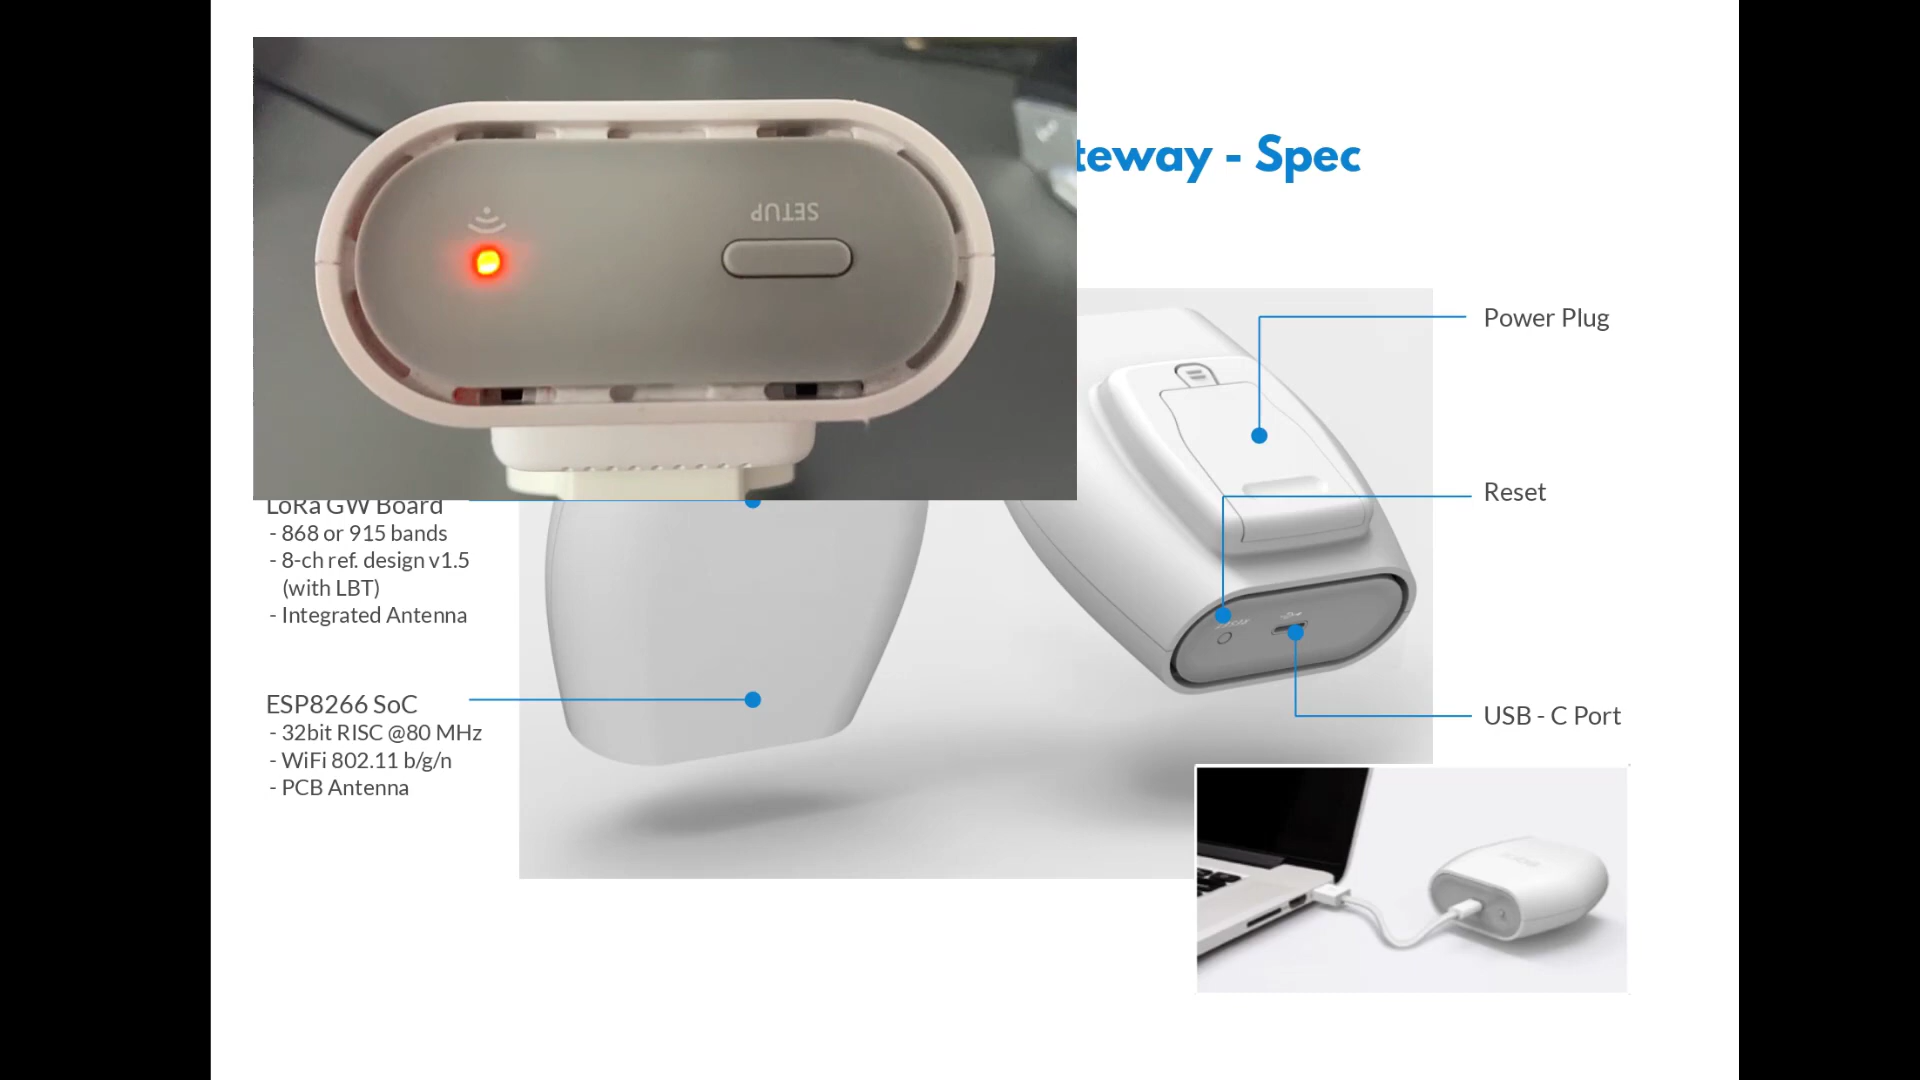 teway - Spec
SETUP
Power Plug
Reset
LoRa GW Board
- 868 or 915 bands
- 8-ch ref. design v1.5
(with LBT)
- Integrated Antenna
ESP8266 SoC
- 32bit RISC @80 MHz
- WiFi 802.11 b/g/n
- PCB Antenna
USB - C Port